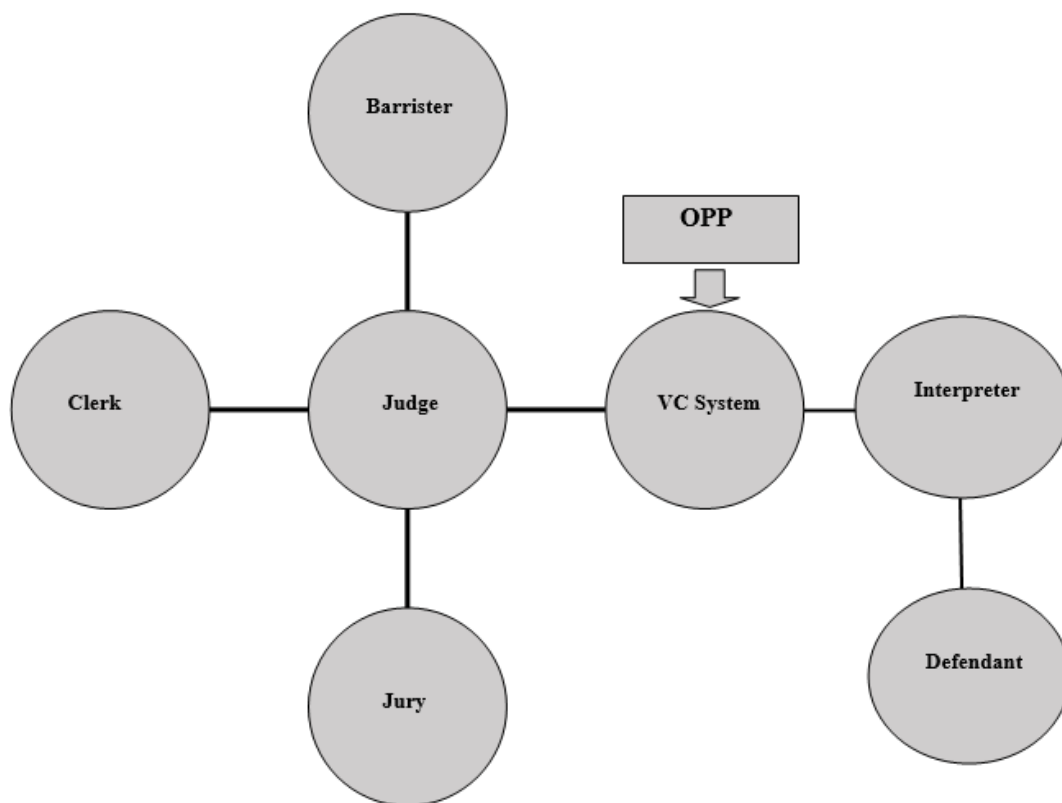 Barrister
OPP
Clerk
Judge
VC System
Interpreter
Defendant
Jury